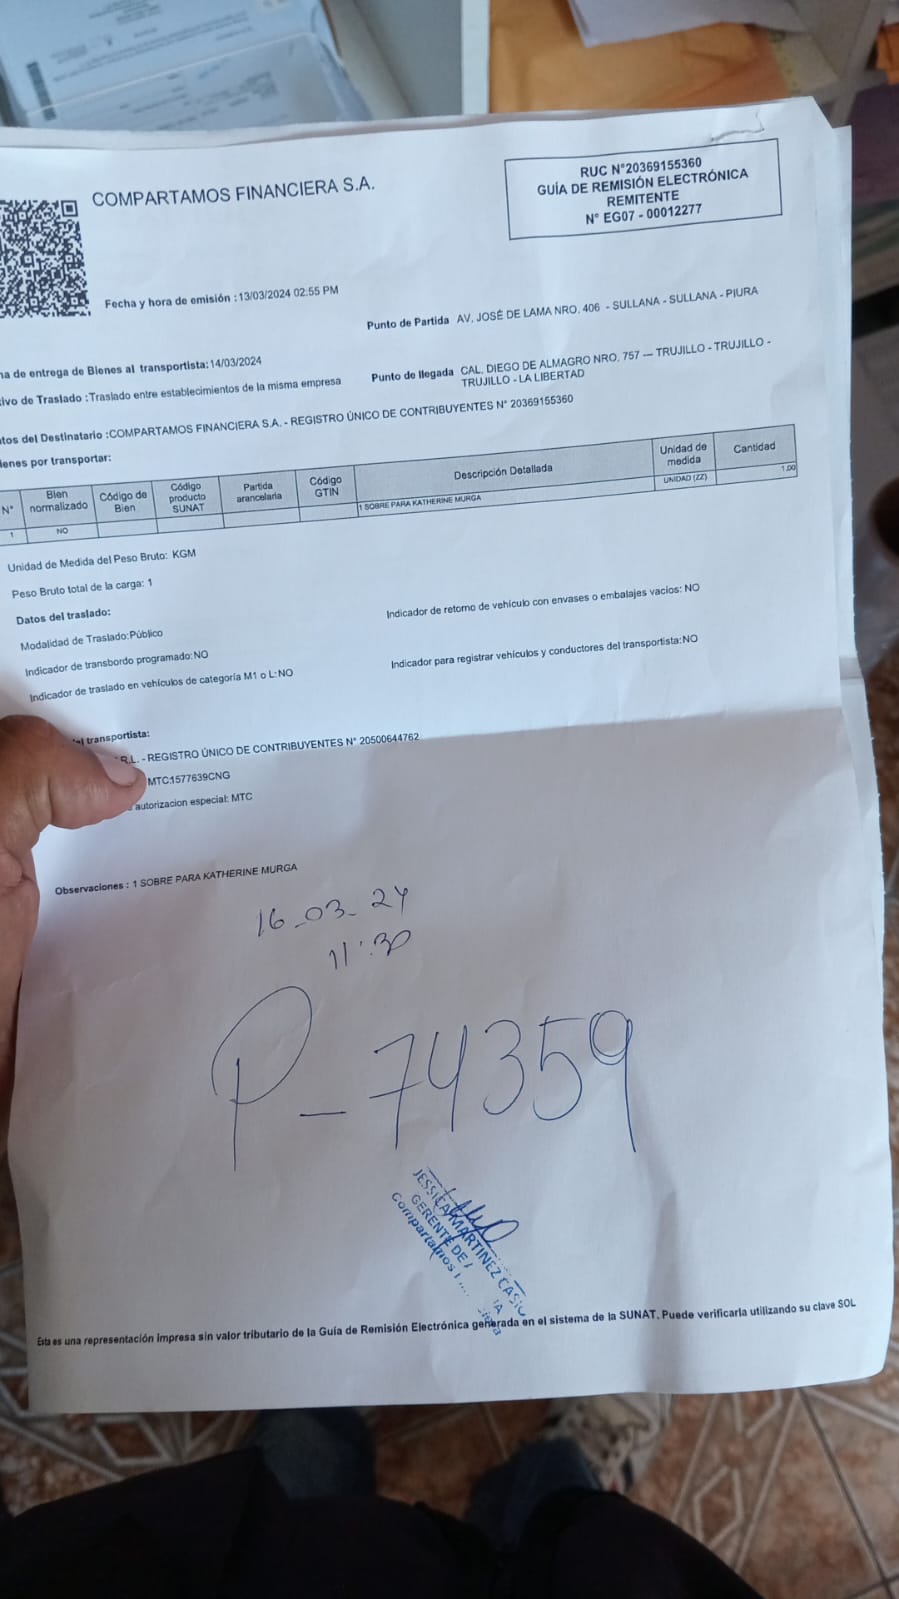 COMPARTAMOS FINANCIERA S.A.
RUC N°20369155360
GUÍA DE REMISIÓN ELECTRÓNICA
REMITENTE
N° EG07 - 00012277
Fecha y hora de emisión :13/03/2024 02:55 PM
Punto de Partida AV. JOSÉ DE LAMA NRO. 406 - SULLANA - SULLANA - PIURA
de entrega de Bienes al transportista:14/03/2024
Punto de llegada CAL. DIEGO DE ALMAGRO NRO. 757 --- TRUJILLO - TRUJILLO -
TRUJILLO - LA LIBERTAD
de Traslado :Traslado entre establecimientos de la misma empresa
del Destinatario :COMPARTAMOS FINANCIERA S.A. - REGISTRO ÚNICO DE CONTRIBUYENTES N° 20369155360
por transportar:
N° Bien normalizado Código de Bien Código producto SUNAT Partida arancelaria Código GTIN Descripción Detallada Unidad de medida Cantidad
1 NO 1 SOBRE PARA KATHERINE MURGA UNIDAD (ZZ) 1.00
Unidad de Medida del Peso Bruto: KGM
Peso Bruto total de la carga: 1
Datos del traslado:
Modalidad de Traslado:Público
Indicador de retorno de vehículo con envases o embalajes vacíos: NO
Indicador de transbordo programado:NO
Indicador para registrar vehículos y conductores del transportista:NO
Indicador de traslado en vehículos de categoría M1 o L:NO
transportista:
R.L. - REGISTRO ÚNICO DE CONTRIBUYENTES N° 20500644762
MTC:1577639CNG
autorizacion especial: MTC
Observaciones : 1 SOBRE PARA KATHERINE MURGA
16-03-24
11:30
P-74359
JESSICA MARTINEZ
GERENTE DE
Compartamos
Esta es una representación impresa sin valor tributario de la Guía de Remisión Electrónica generada en el sistema de la SUNAT. Puede verificarla utilizando su clave SOL